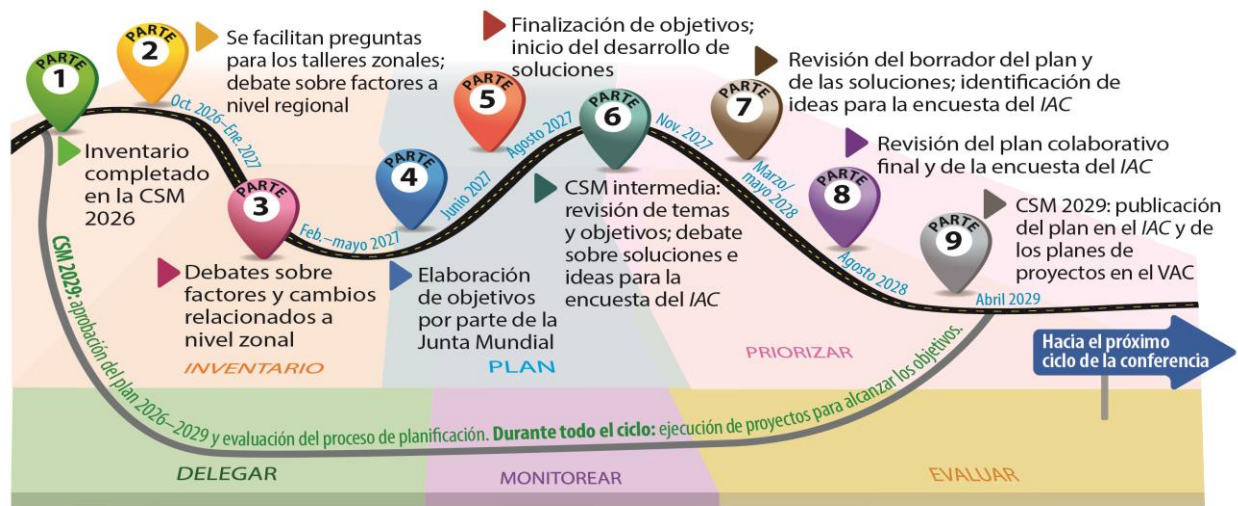 PARTE
1
Inventario
completado
en la CSM
2026
PARTE
2
Se facilitan preguntas
para los talleres zonales;
debate sobre factores a
nivel regional
Oct. 2026–Ene. 2027
PARTE
3
Debates sobre
factores y cambios
relacionados a
nivel zonal
Feb.–mayo 2027
PARTE
4
Elaboración
de objetivos
por parte de la
Junta Mundial
Junio 2027
PARTE
5
Finalización de objetivos;
inicio del desarrollo de
soluciones
Agosto 2027
PARTE
6
CSM intermedia:
revisión de temas
y objetivos; debate
sobre soluciones e
ideas para la
encuesta del IAC
Nov. 2027
PARTE
7
Revisión del borrador del plan y
de las soluciones; identificación de
ideas para la encuesta del IAC
Marzo/
mayo 2028
PARTE
8
Revisión del plan colaborativo
final y de la encuesta del IAC
Agosto 2028
PARTE
9
CSM 2029: publicación
del plan en el IAC y de
los planes de
proyectos en el VAC
Abril 2029
INVENTARIO
PLAN
PRIORIZAR
Hacia el próximo
ciclo de la conferencia
CSM 2029: aprobación del plan 2026–2029 y evaluación del proceso de planificación. Durante todo el ciclo: ejecución de proyectos para alcanzar los objetivos.
DELEGAR
MONITOREAR
EVALUAR